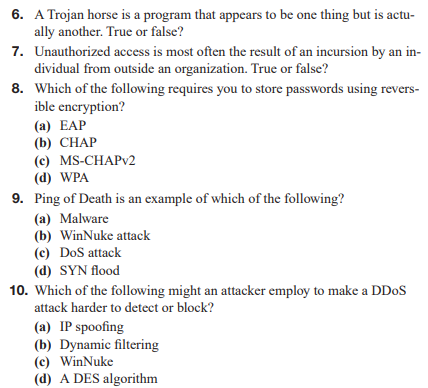 6. A Trojan horse is a program that appears to be one thing but is actu-
ally another. True or false?
7. Unauthorized access is most often the result of an incursion by an in-
dividual from outside an organization. True or false?
8. Which of the following requires you to store passwords using revers-
ible encryption?
(a) EAP
(b) CHAP
(c) MS-CHAPv2
(d) WPA
9. Ping of Death is an example of which of the following?
(a) Malware
(b) WinNuke attack
(c) DoS attack
(d) SYN flood
10. Which of the following might an attacker employ to make a DDoS
attack harder to detect or block?
(a) IP spoofing
(b) Dynamic filtering
(c) WinNuke
(d) A DES algorithm